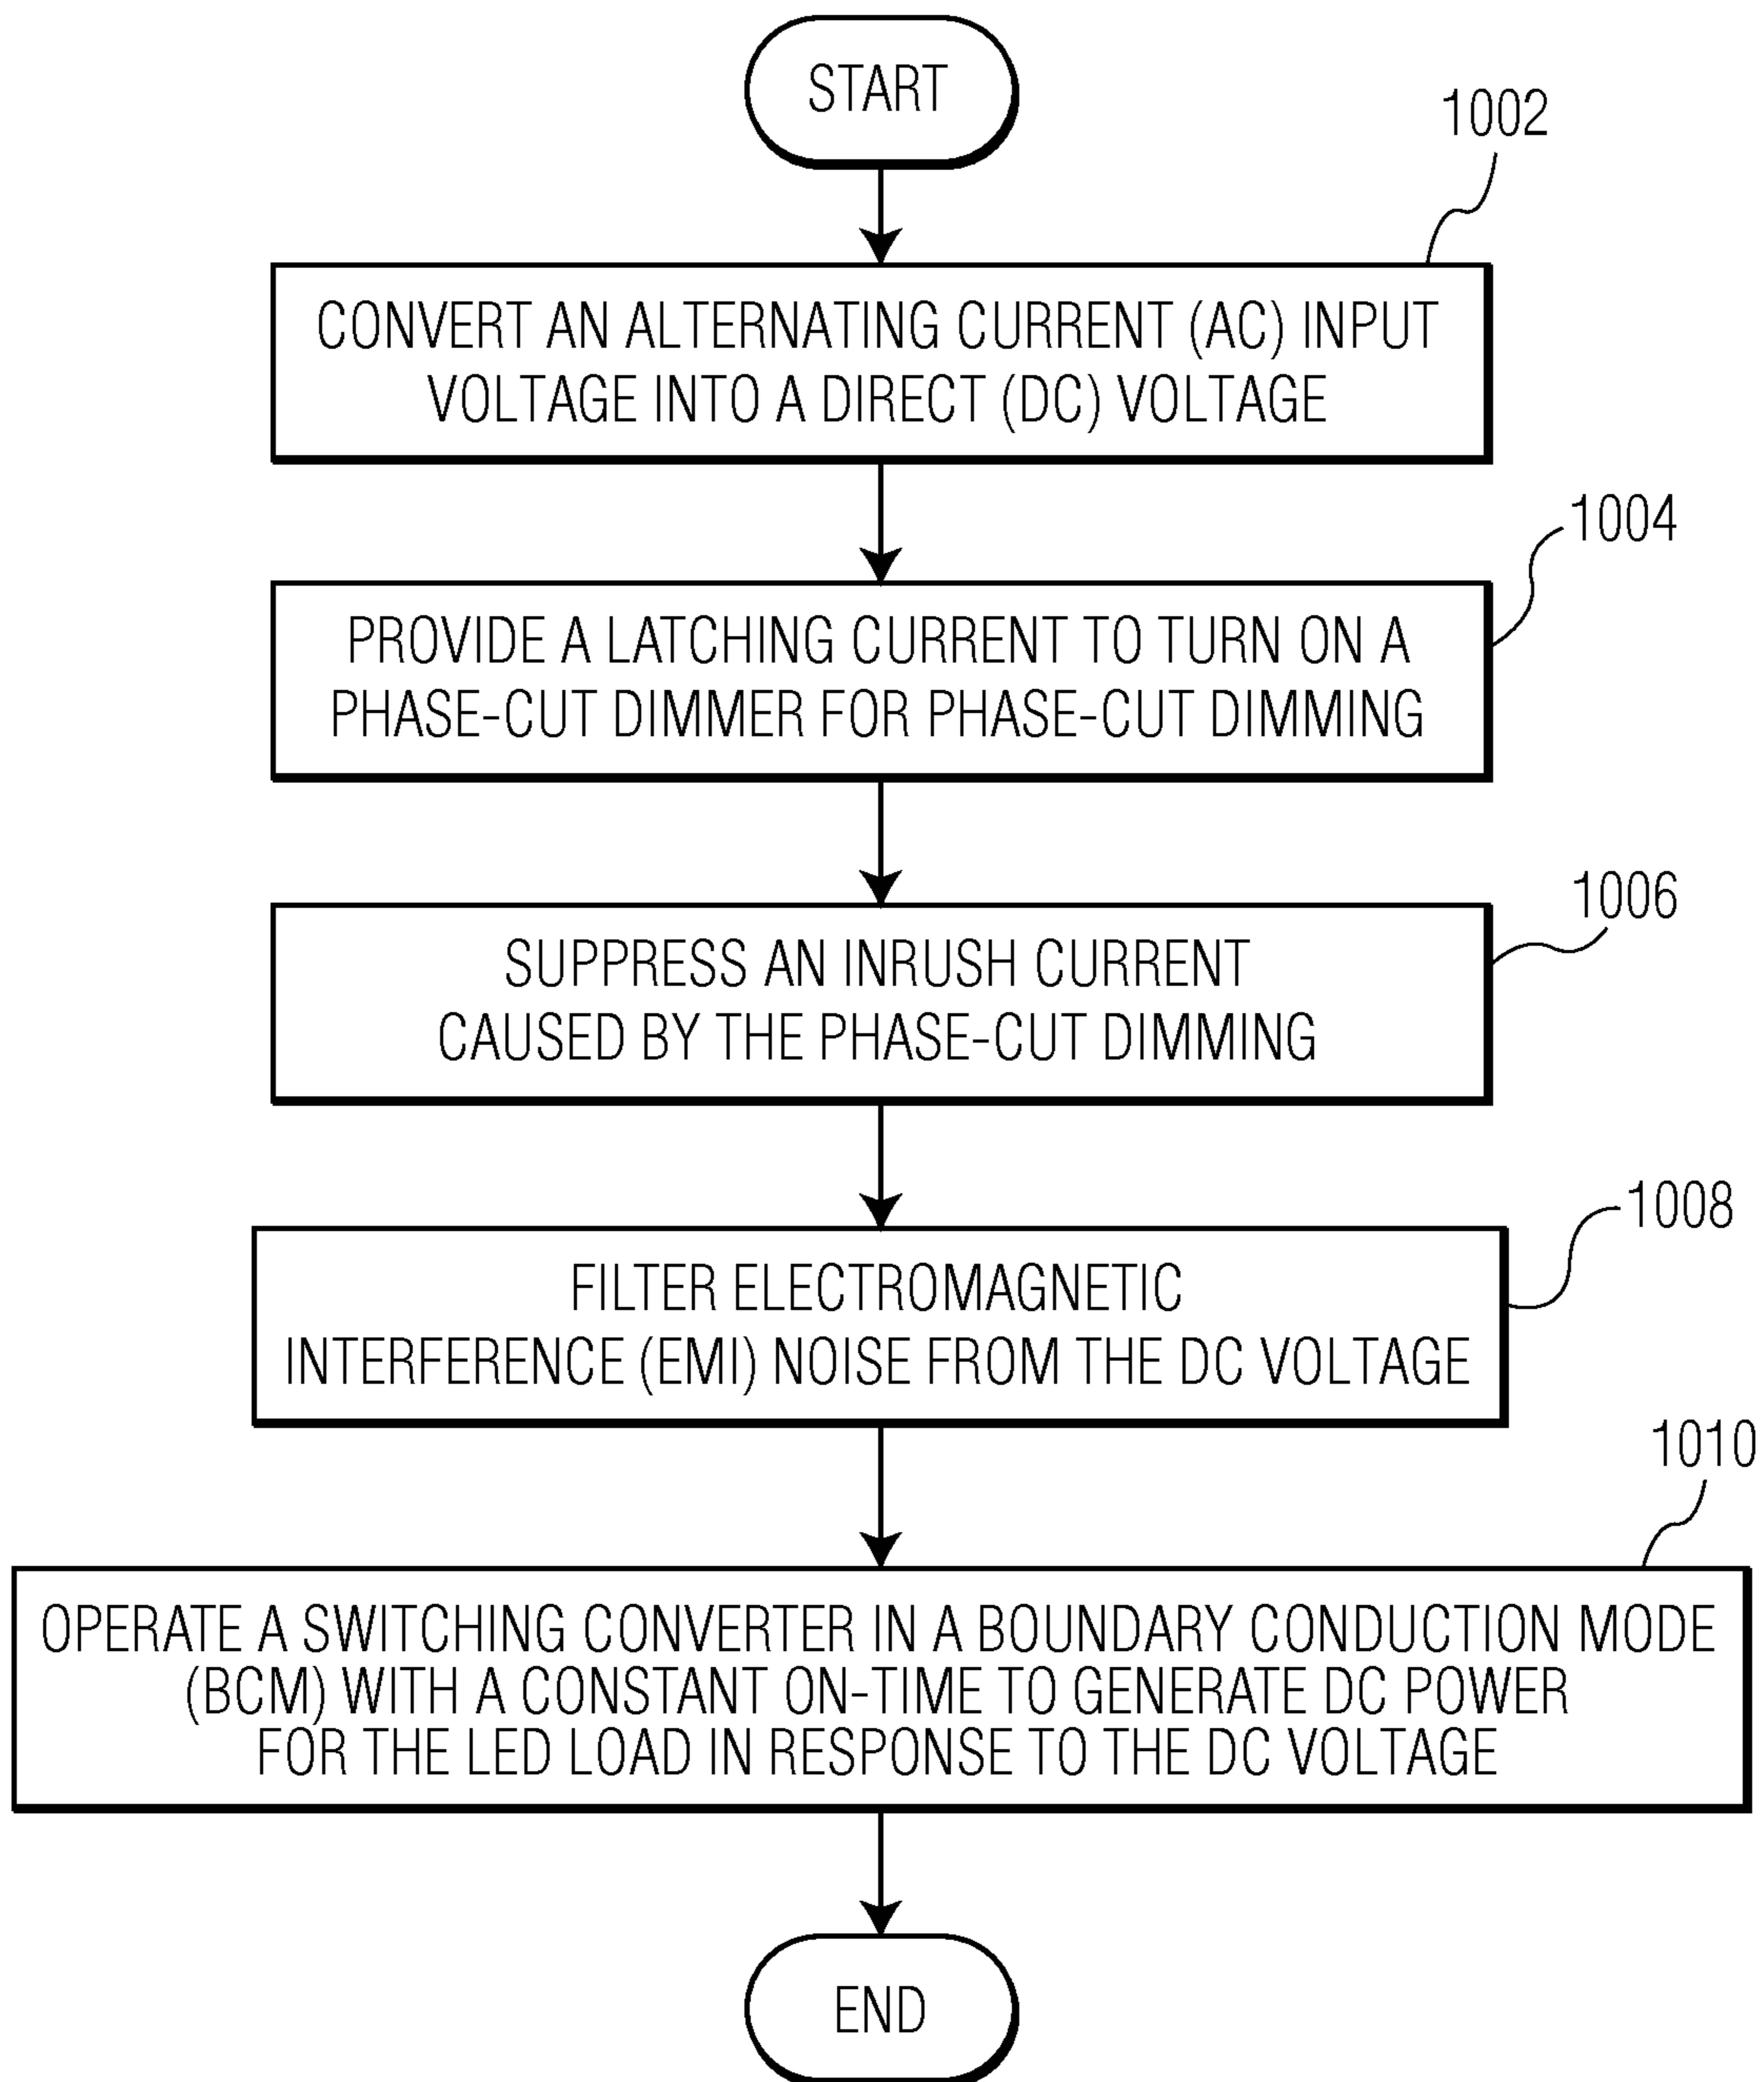 START
1002
CONVERT AN ALTERNATING CURRENT (AC) INPUT
VOLTAGE INTO A DIRECT (DC) VOLTAGE
1004
PROVIDE A LATCHING CURRENT TO TURN ON A
PHASE-CUT DIMMER FOR PHASE-CUT DIMMING
1006
SUPPRESS AN INRUSH CURRENT
CAUSED BY THE PHASE-CUT DIMMING
1008
FILTER ELECTROMAGNETIC
INTERFERENCE (EMI) NOISE FROM THE DC VOLTAGE
1010
OPERATE A SWITCHING CONVERTER IN A BOUNDARY CONDUCTION MODE
(BCM) WITH A CONSTANT ON-TIME TO GENERATE DC POWER
FOR THE LED LOAD IN RESPONSE TO THE DC VOLTAGE
END